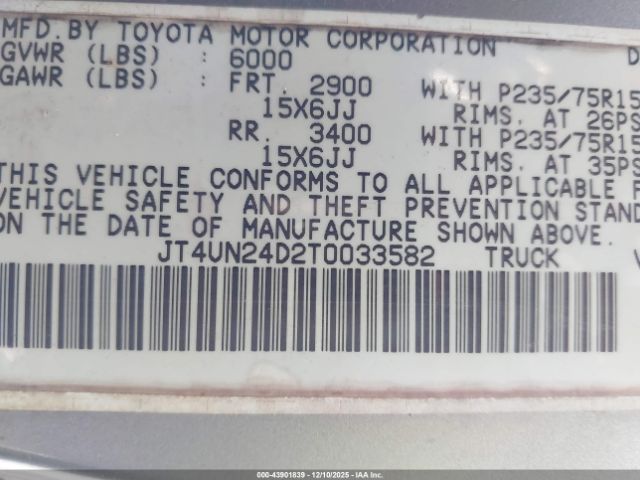 MFD.BY TOYOTA MOTOR CORPORATION D
GVWR (LBS) : 6000
GAWR (LBS) : FRT. 2900 WITH P235/75R15
15X6JJ RIMS. AT 26PS
RR. 3400 WITH P235/75R15
15X6JJ RIMS. AT 35PS
THIS VEHICLE CONFORMS TO ALL APPLICABLE
VEHICLE SAFETY AND THEFT PREVENTION STAND
ON THE DATE OF MANUFACTURE SHOWN ABOVE.
JT4UN24D2T0033582 TRUCK V
000-43901839 - 12/10/2025 - COPYRIGHT IAA, LLC.